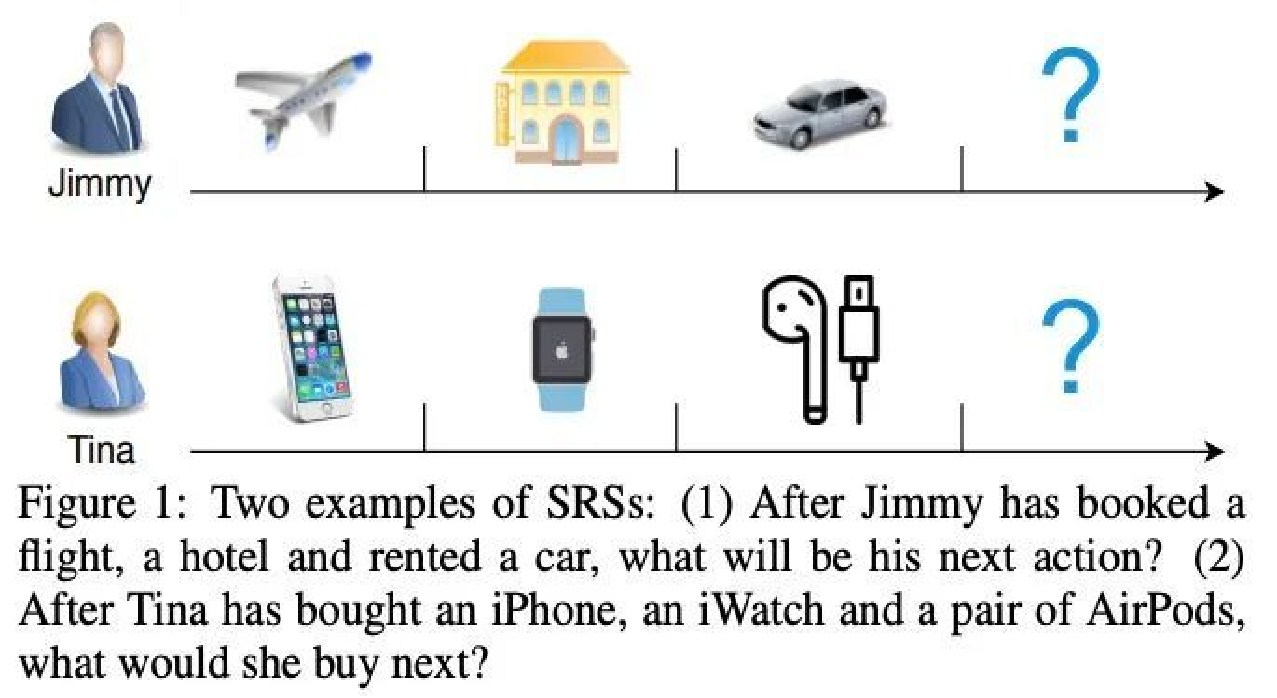 Jimmy
Tina
Figure 1: Two examples of SRSs: (1) After Jimmy has booked a
flight, a hotel and rented a car, what will be his next action? (2)
After Tina has bought an iPhone, an iWatch and a pair of AirPods,
what would she buy next?